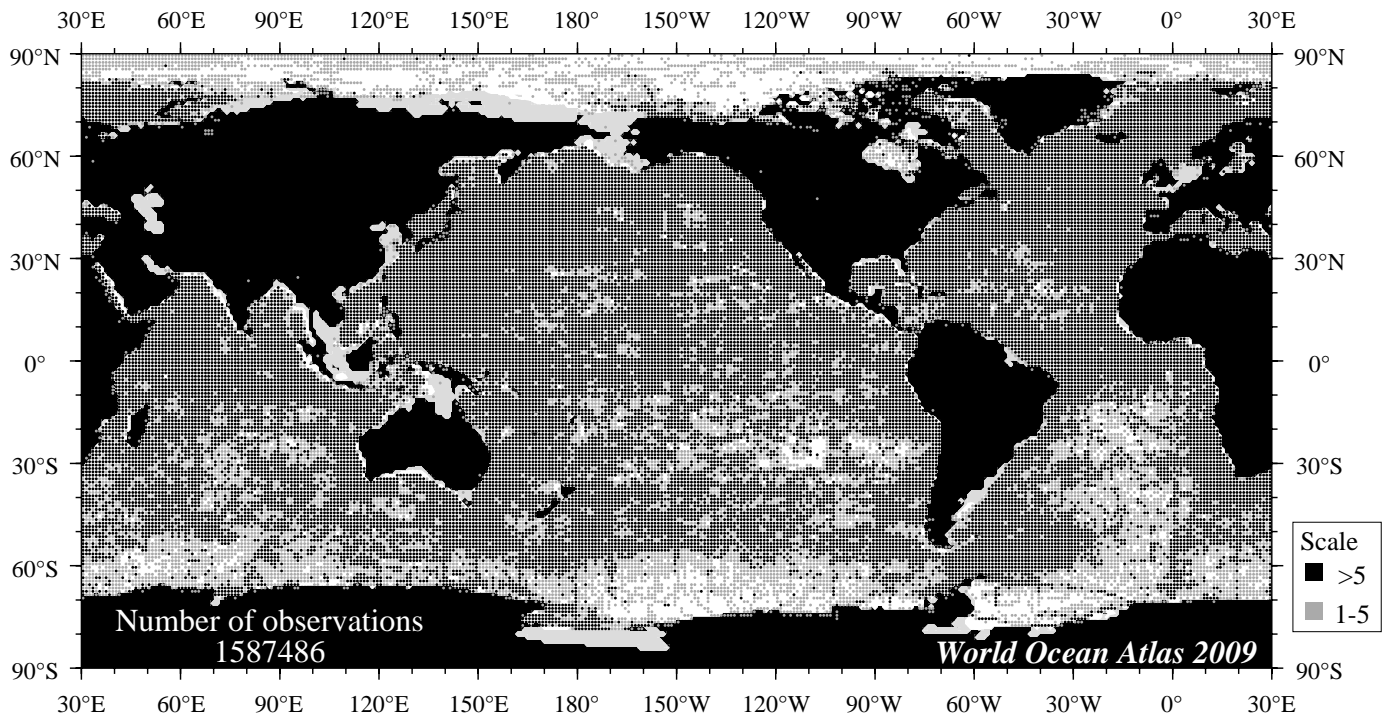 30°E 60°E 90°E 120°E 150°E 180° 150°W 120°W 90°W 60°W 30°W 0° 30°E
90°N 90°N
60°N 60°N
30°N 30°N
0° 0°
30°S 30°S
60°S 60°S
90°S 90°S
Scale
>5
1-5
Number of observations
1587486
World Ocean Atlas 2009
30°E 60°E 90°E 120°E 150°E 180° 150°W 120°W 90°W 60°W 30°W 0° 30°E